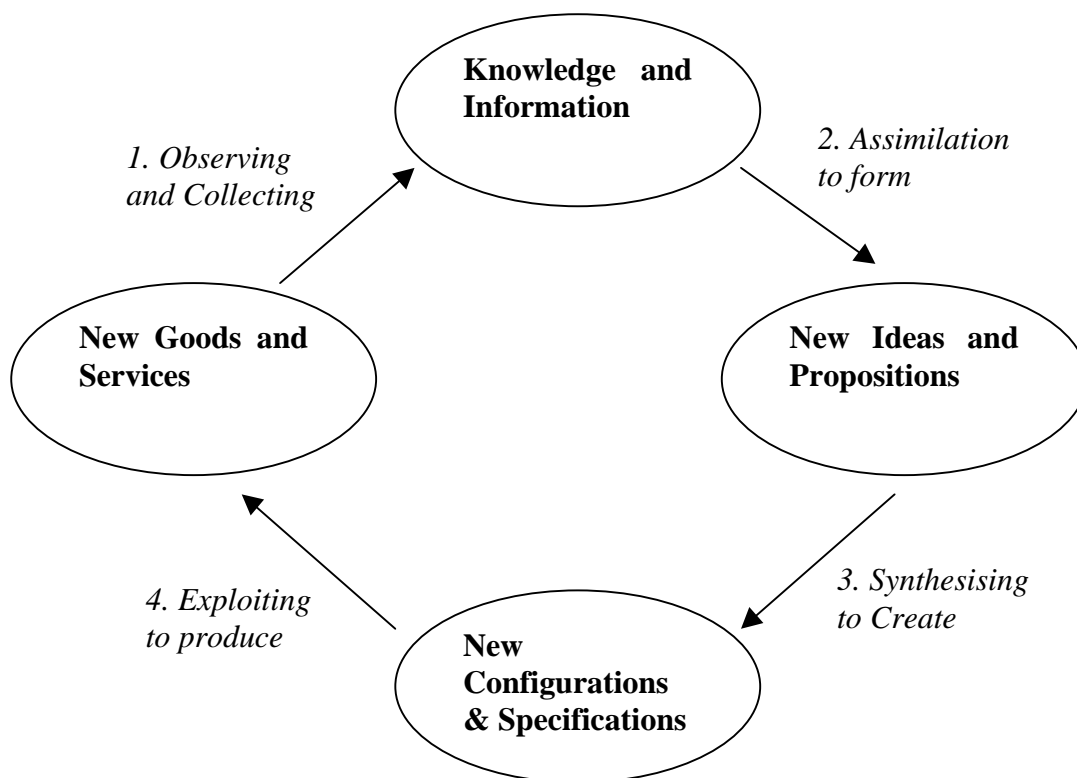 Knowledge and
Information
1. Observing
and Collecting
2. Assimilation
to form
New Goods and
Services
New Ideas and
Propositions
4. Exploiting
to produce
3. Synthesising
to Create
New
Configurations
& Specifications